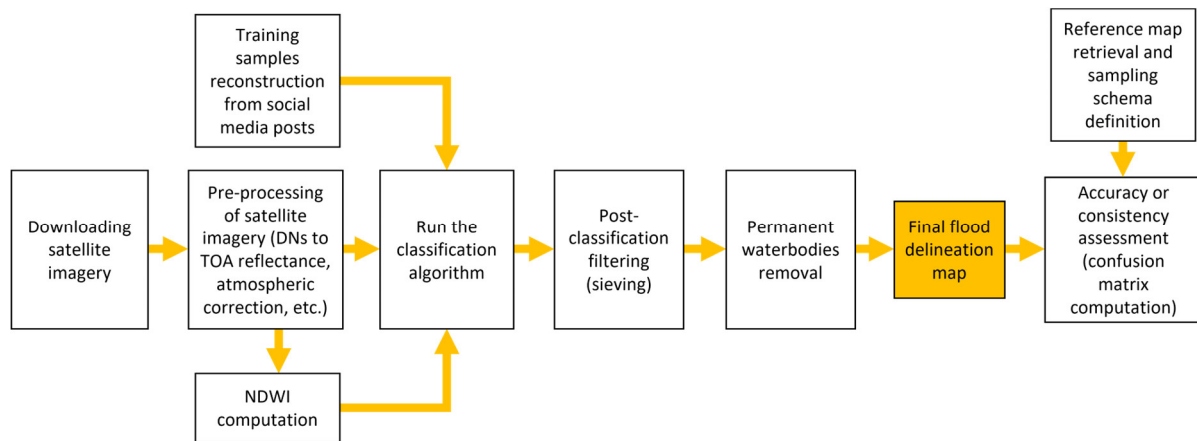 Training
samples
reconstruction
from social
media posts
Reference map
retrieval and
sampling
schema
definition
Downloading
satellite
imagery
Pre-processing
of satellite
imagery (DNs to
TOA reflectance,
atmospheric
correction, etc.)
Run the
classification
algorithm
Post-
classification
filtering
(sieving)
Permanent
waterbodies
removal
Final flood
delineation
map
Accuracy or
consistency
assessment
(confusion
matrix
computation)
NDWI
computation